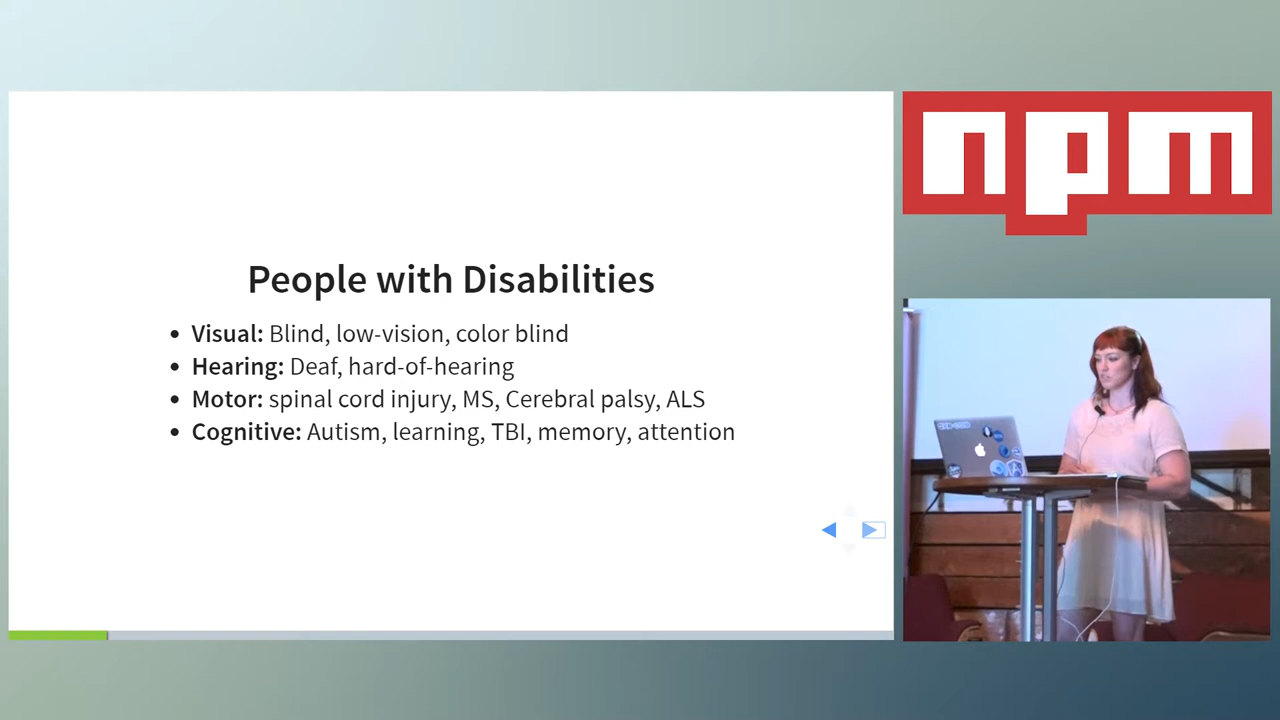 People with Disabilities
Visual: Blind, low-vision, color blind
Hearing: Deaf, hard-of-hearing
Motor: spinal cord injury, MS, Cerebral palsy, ALS
Cognitive: Autism, learning, TBI, memory, attention
npm